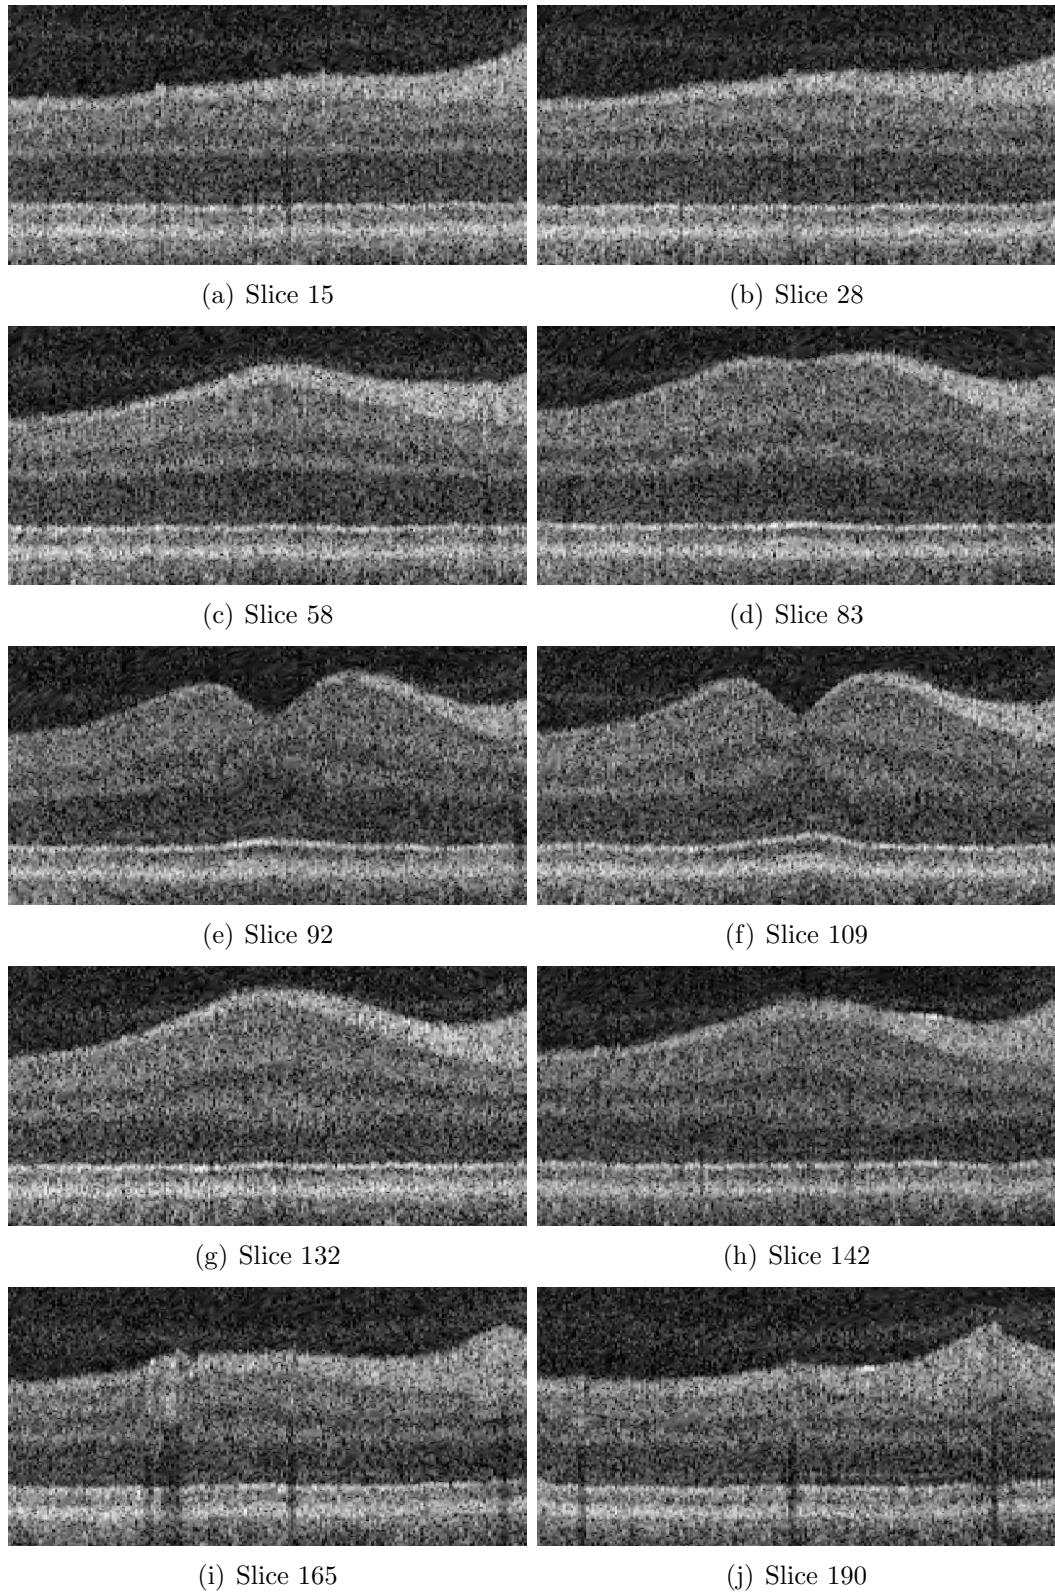 (a) Slice 15
(b) Slice 28
(c) Slice 58
(d) Slice 83
(e) Slice 92
(f) Slice 109
(g) Slice 132
(h) Slice 142
(i) Slice 165
(j) Slice 190